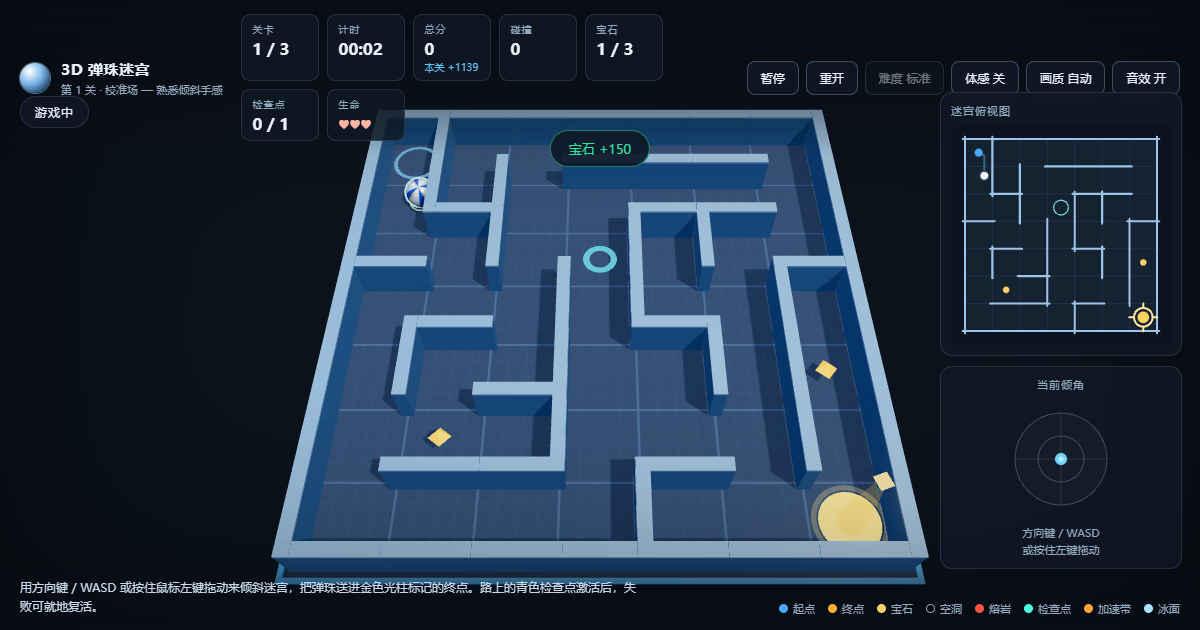 3D 弹珠迷宫
第 1 关 · 校准场 — 熟悉倾斜手感
游戏中
关卡
1 / 3
计时
00:02
总分
0
本关 +1139
碰撞
0
宝石
1 / 3
检查点
0 / 1
生命
暂停
重开
难度 标准
体感 关
画质 自动
音效 开
宝石 +150
迷宫俯视图
当前倾角
方向键 / WASD
或按住左键拖动
用方向键 / WASD 或按住鼠标左键拖动来倾斜迷宫，把弹珠送进金色光柱标记的终点。路上的青色检查点激活后，失
败可就地复活。
起点
终点
宝石
空洞
熔岩
检查点
加速带
冰面